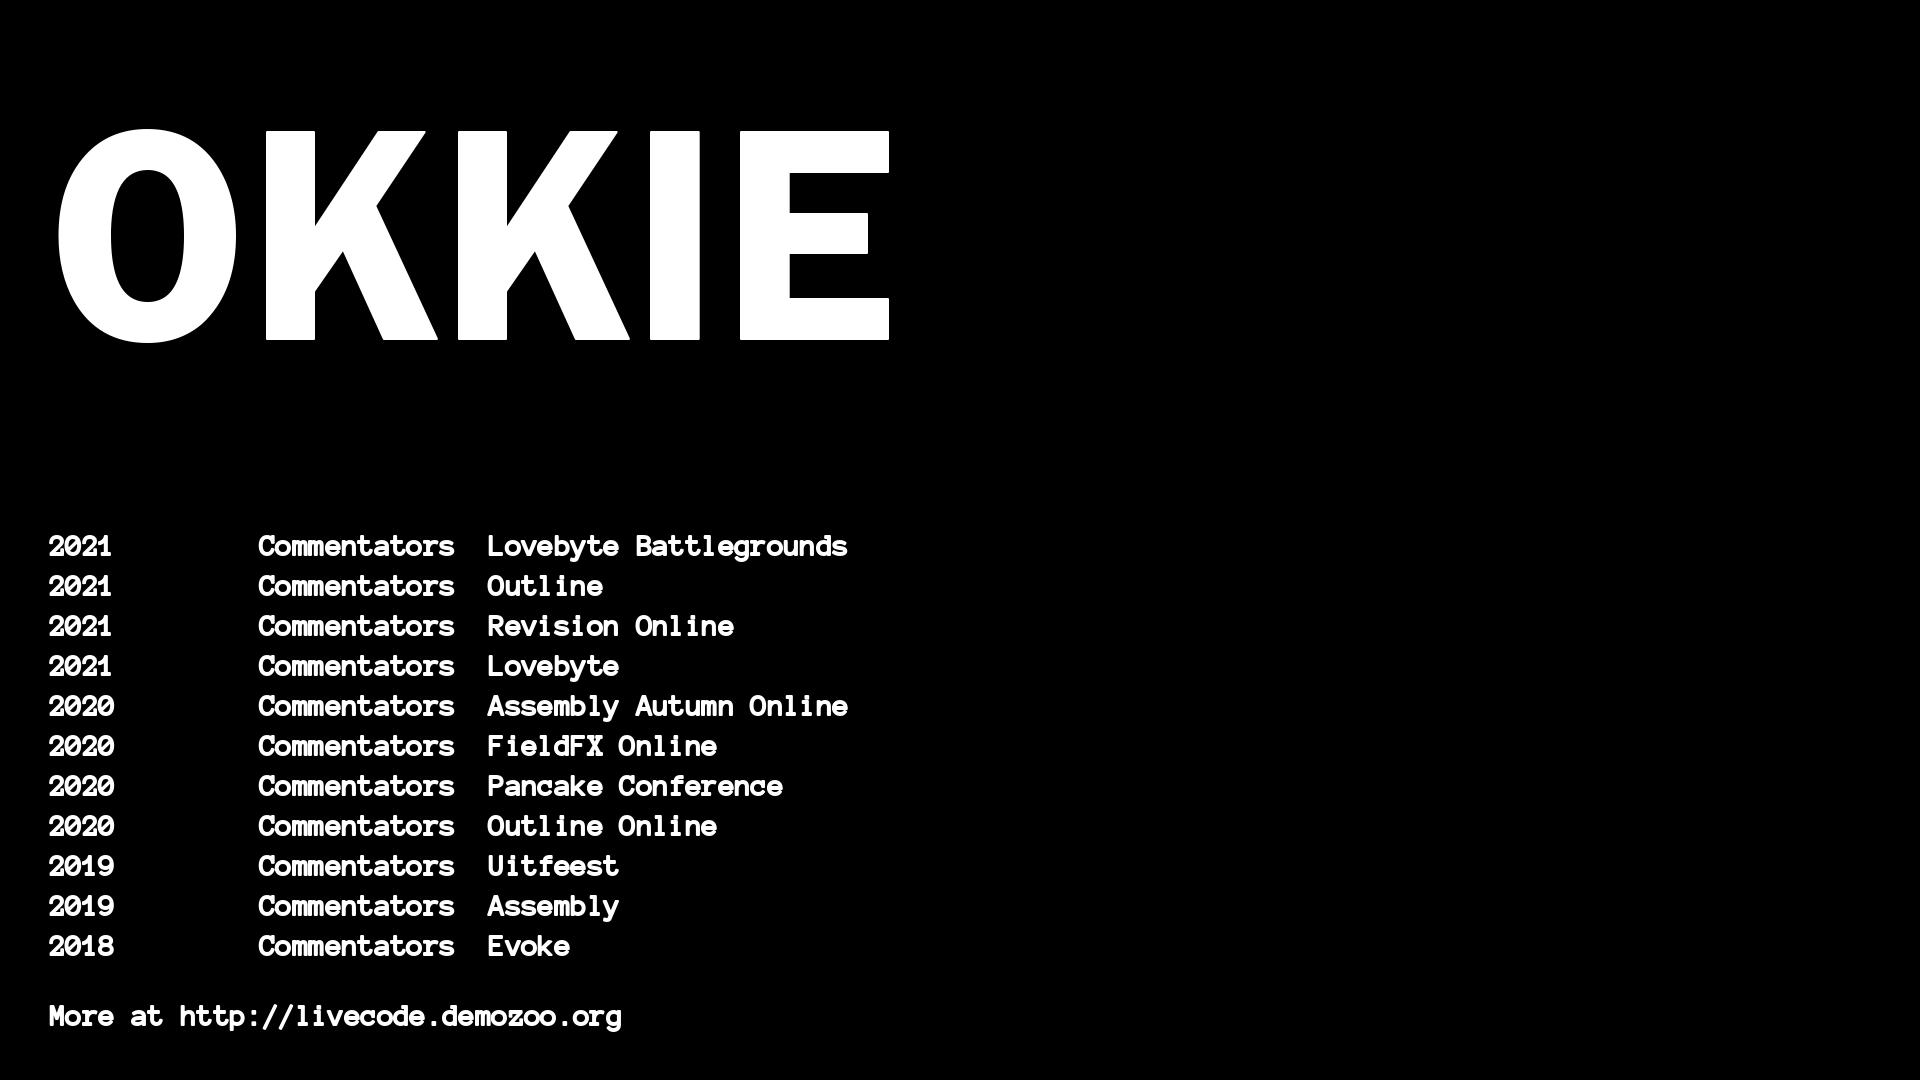 OKKIE
2021 Commentators Lovebyte Battlegrounds
2021 Commentators Outline
2021 Commentators Revision Online
2021 Commentators Lovebyte
2020 Commentators Assembly Autumn Online
2020 Commentators FieldFX Online
2020 Commentators Pancake Conference
2020 Commentators Outline Online
2019 Commentators Uitfeest
2019 Commentators Assembly
2018 Commentators Evoke
More at http://livecode.demozoo.org